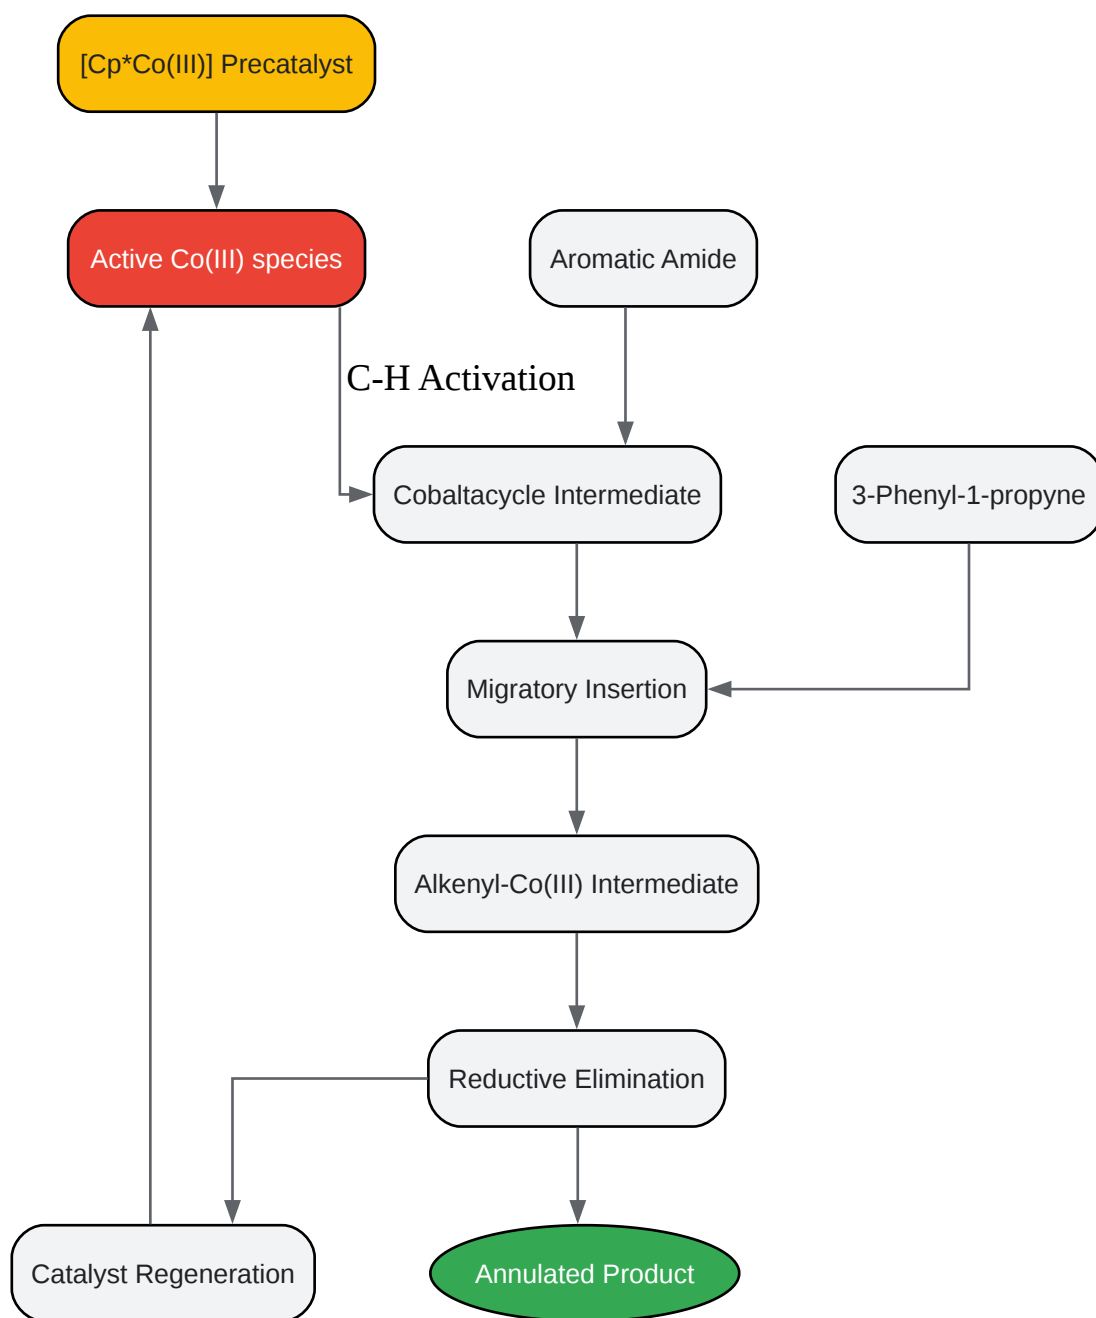 [Cp*Co(III)] Precatalyst
Active Co(III) species
Aromatic Amide
C-H Activation
Cobaltacycle Intermediate
3-Phenyl-1-propyne
Migratory Insertion
Alkenyl-Co(III) Intermediate
Reductive Elimination
Catalyst Regeneration
Annulated Product